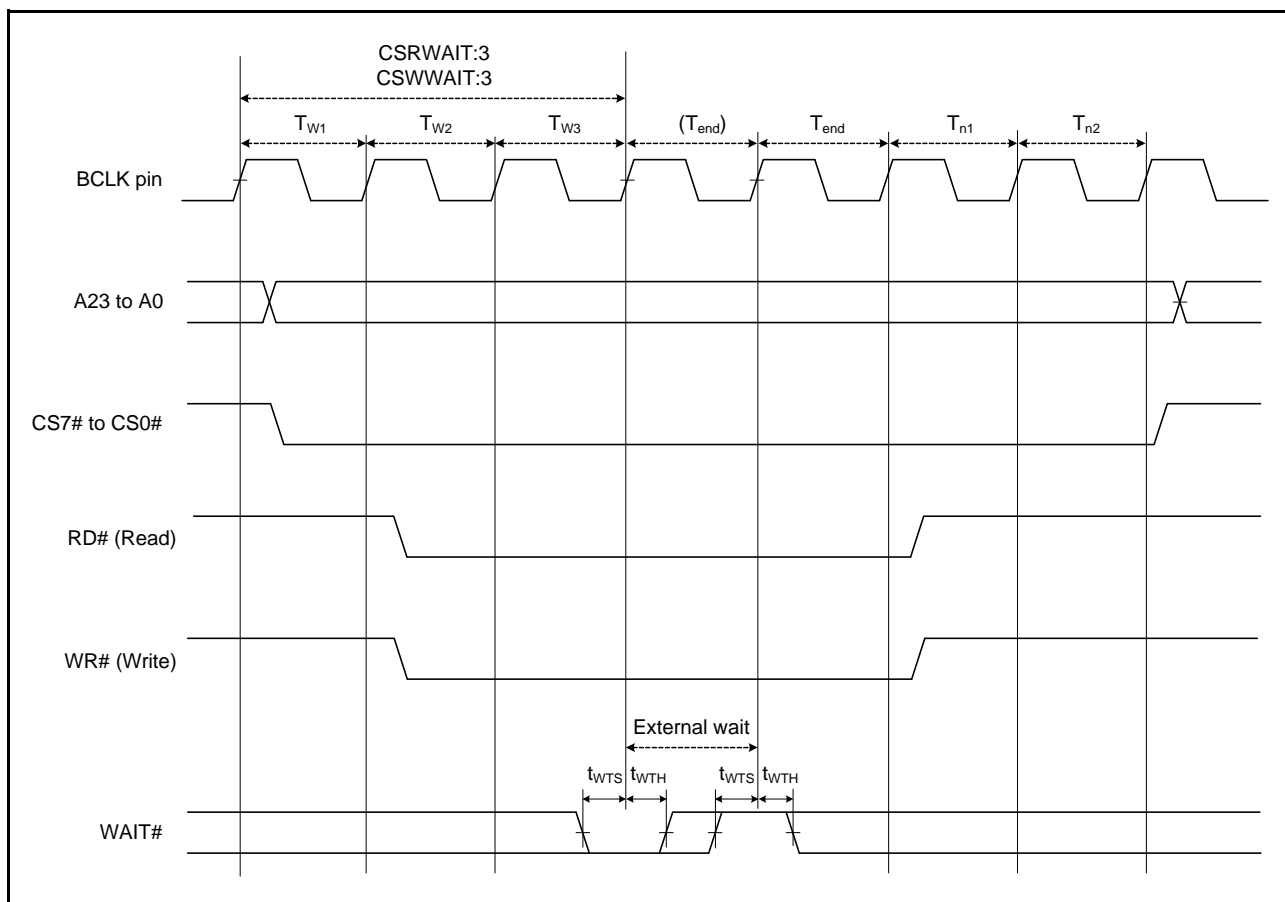 CSRWAIT:3
CSWWAIT:3
TW1 TW2 TW3 (Tend) Tend Tn1 Tn2
BCLK pin
A23 to A0
CS7# to CS0#
RD# (Read)
WR# (Write)
External wait
tWTS tWTH tWTS tWTH
WAIT#